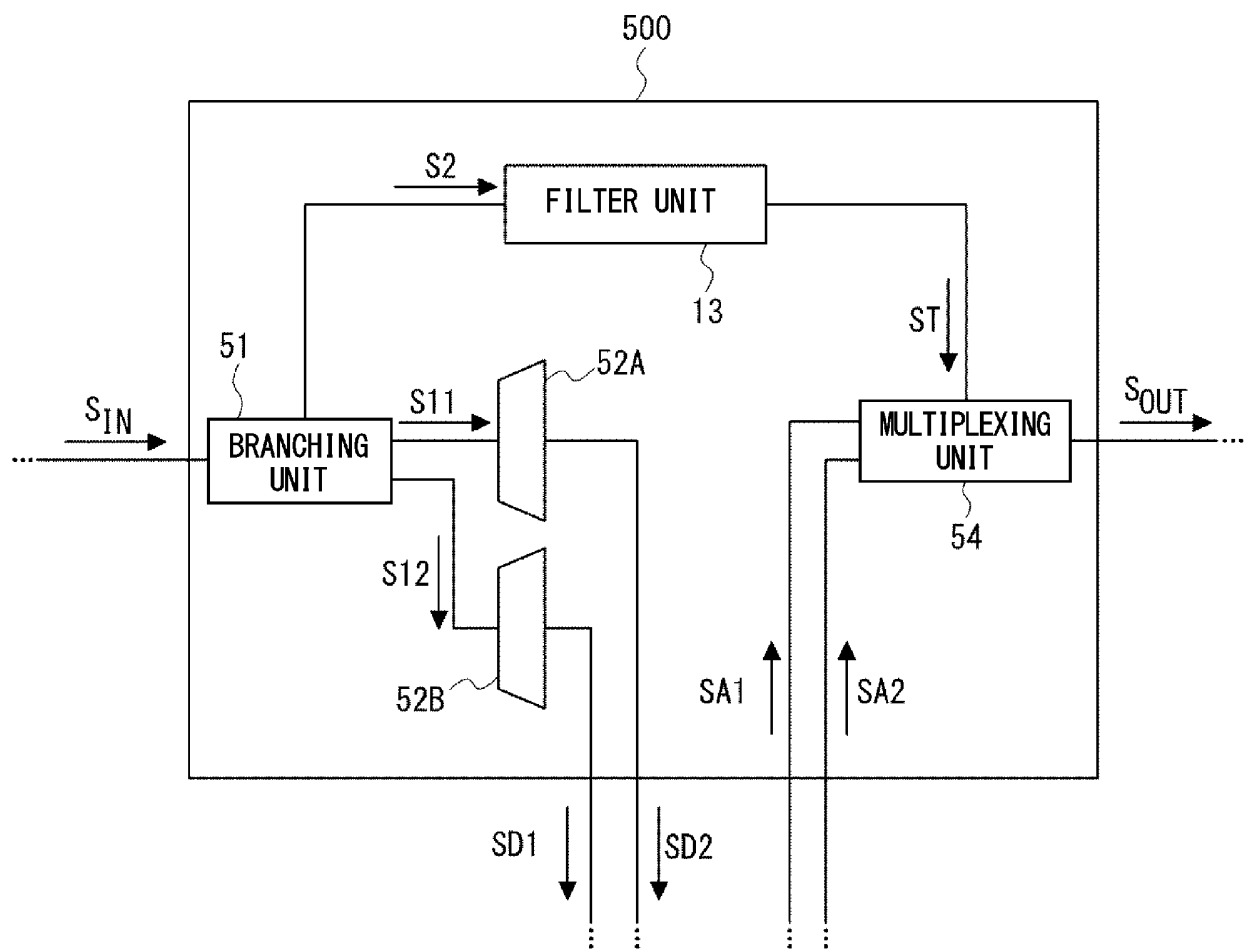 500
S2
FILTER UNIT
13
ST
51
52A
SIN
S11
SOUT
BRANCHING
UNIT
MULTIPLEXING
UNIT
54
S12
52B
SA1
SA2
SD1
SD2